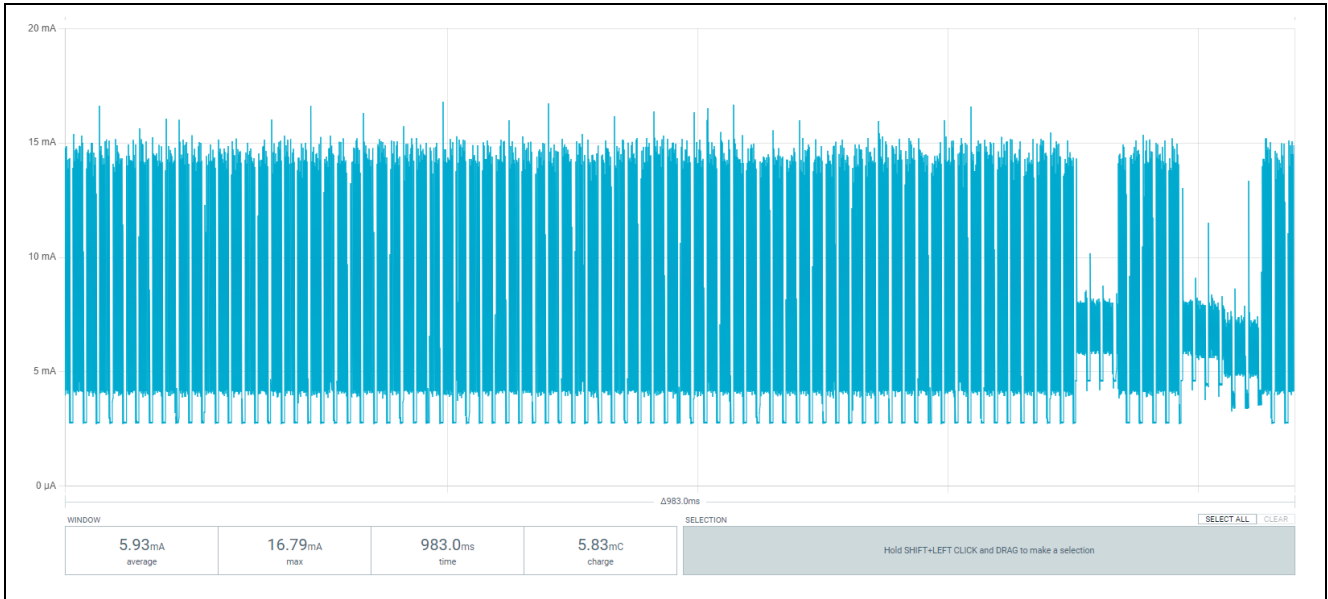 20 mA
15 mA
10 mA
5 mA
0 µA
Δ983.0ms
WINDOW
5.93mA
average
16.79mA
max
983.0ms
time
5.83mC
charge
SELECTION
SELECT ALL
CLEAR
Hold SHIFT+LEFT CLICK and DRAG to make a selection